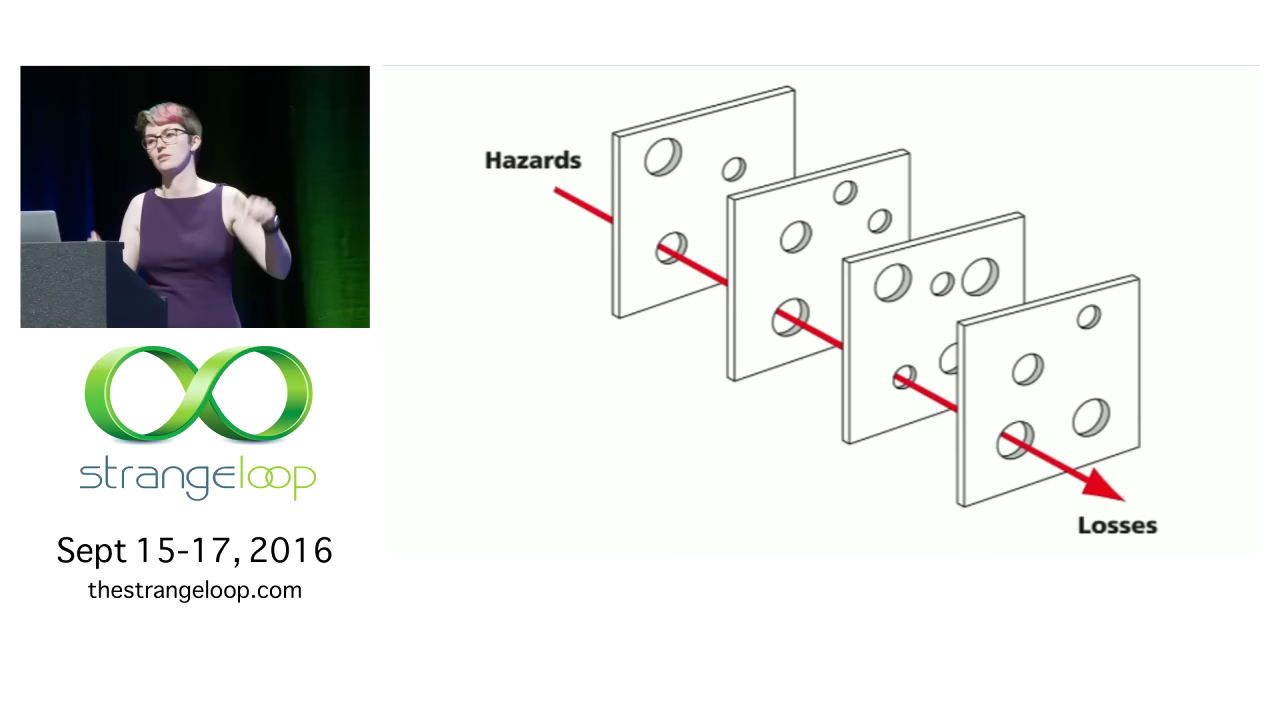 Hazards
Losses
strangeloop
Sept 15-17, 2016
thestrangeloop.com